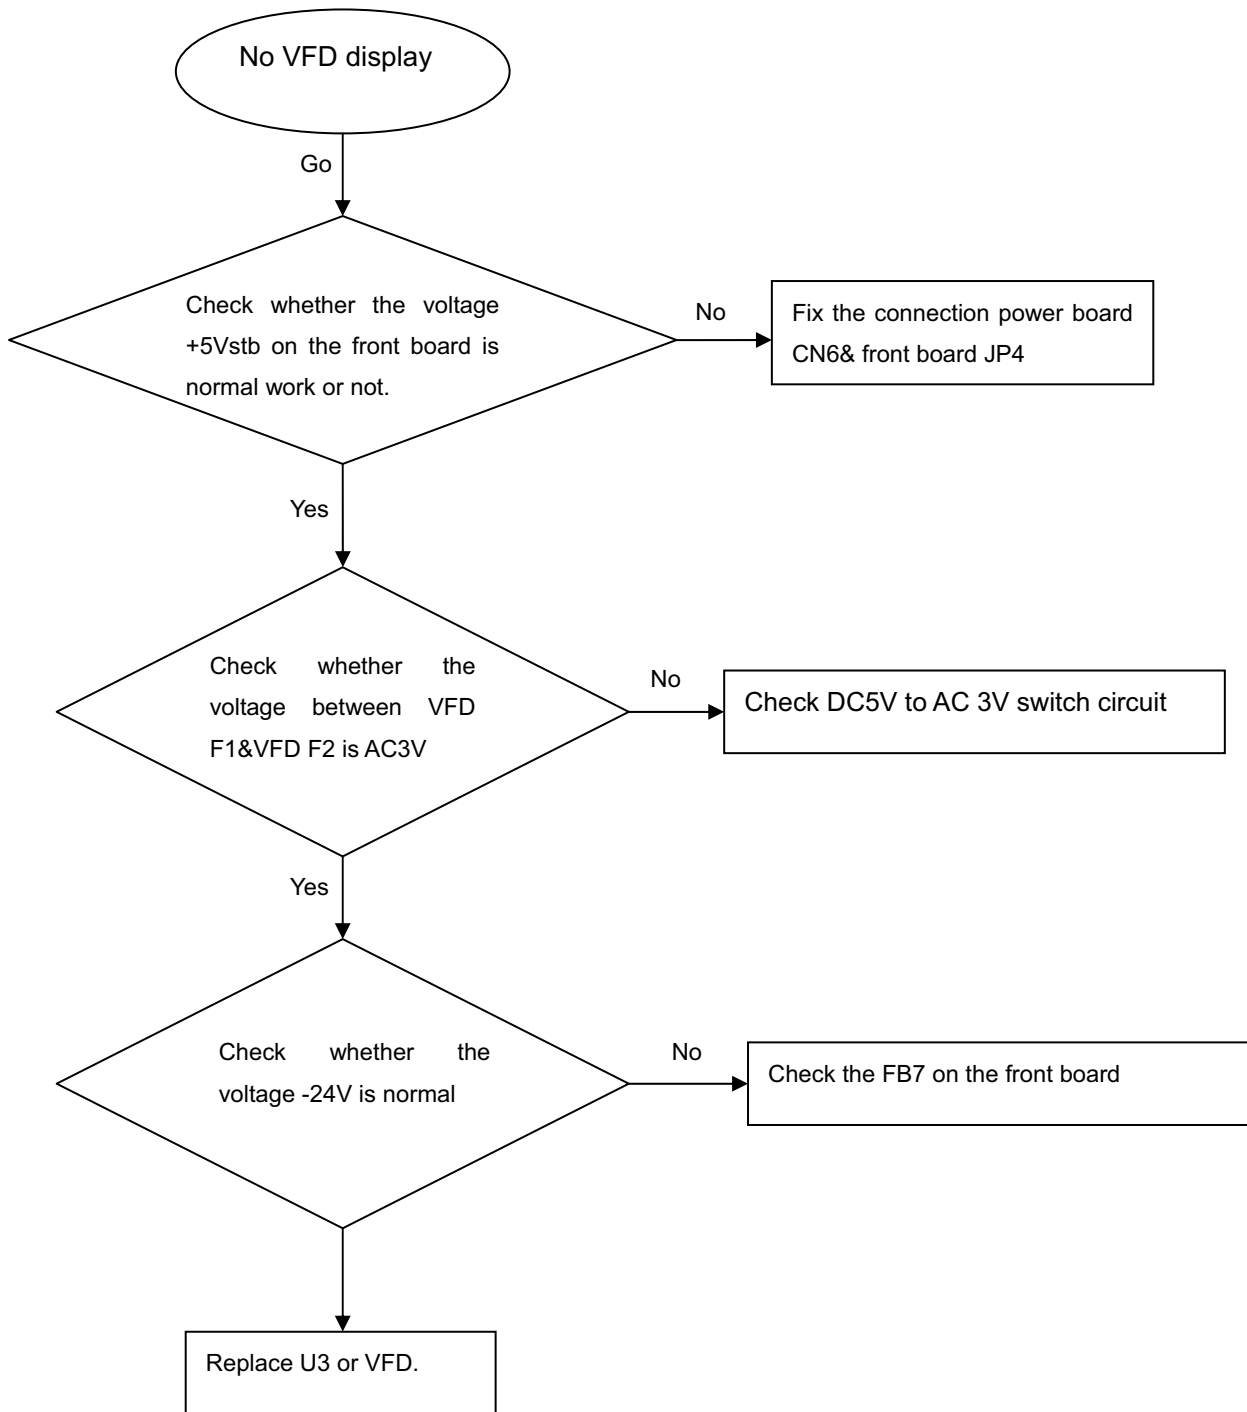 No VFD display
Go
Check whether the voltage
+5Vstb on the front board is
normal work or not.
No
Fix the connection power board
CN6& front board JP4
Yes
Check whether the
voltage between VFD
F1&VFD F2 is AC3V
No
Check DC5V to AC 3V switch circuit
Yes
Check whether the
voltage -24V is normal
No
Check the FB7 on the front board
Replace U3 or VFD.